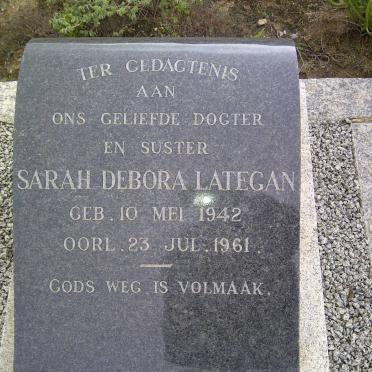 TER GEDAGTENIS
AAN
ONS GELIEFDE DOGTER
EN SUSTER
SARAH DEBORA LATEGAN
GEB. 10 MEI 1942
OORL. 23 JUL. 1961.
GODS WEG IS VOLMAAK.